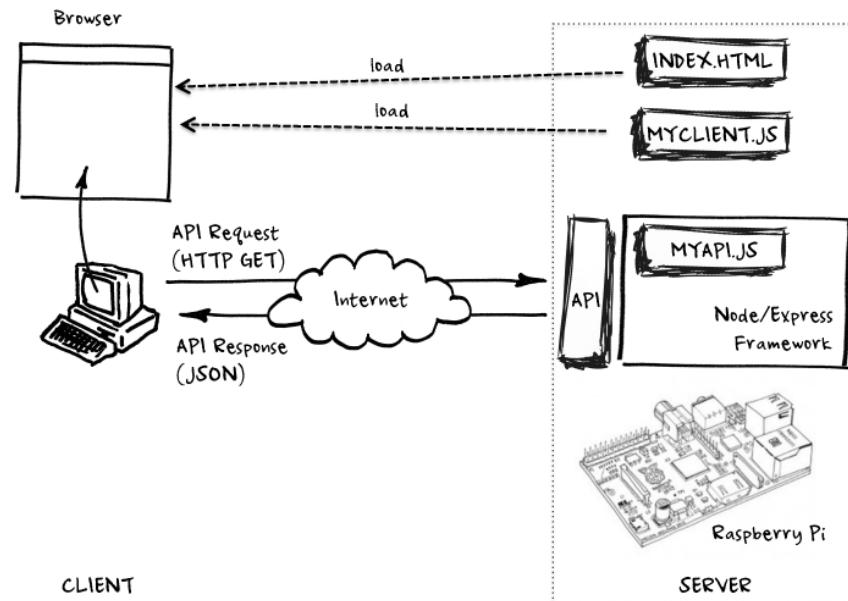 Browser
load
INDEX.HTML
load
MYCLIENT.JS
API Request
(HTTP GET)
Internet
API Response
(JSON)
API
MYAPI.JS
Node/Express
Framework
Raspberry Pi
CLIENT
SERVER